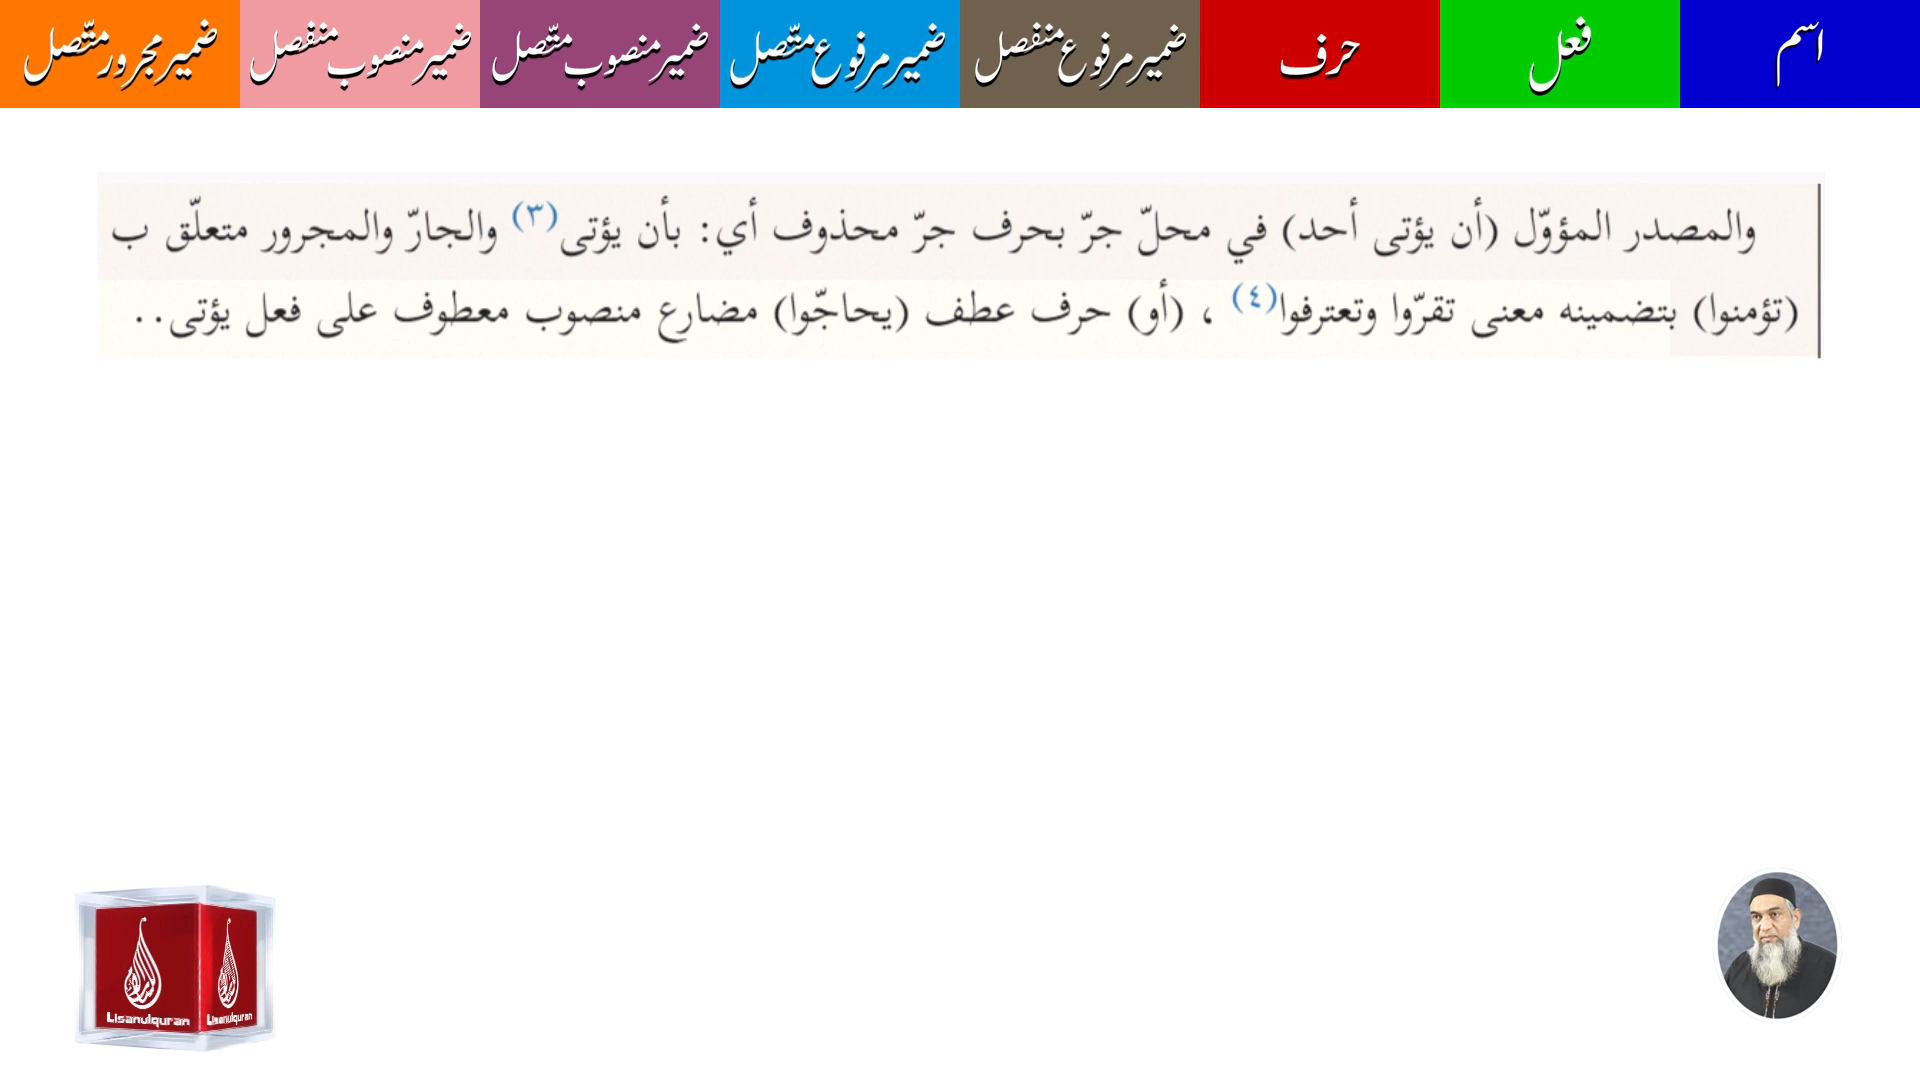 اسم
فعل
حرف
ضمیر مرفوع منفصل
ضمیر مرفوع متّصل
ضمیر منصوب متّصل
ضمیر منصوب منفصل
ضمیر مجرور متّصل
والمصدر المؤوّل (أن يؤتى أحد) في محلّ جرّ بحرف جرّ محذوف أي: بأن يؤتى(٣) والجارّ والمجرور متعلّق ب
(تؤمنوا) بتضمينه معنى تقرّوا وتعترفوا(٤) ، (أو) حرف عطف (يحاجّوا) مضارع منصوب معطوف على فعل يؤتى..
Lisanulquran
Lisanulquran